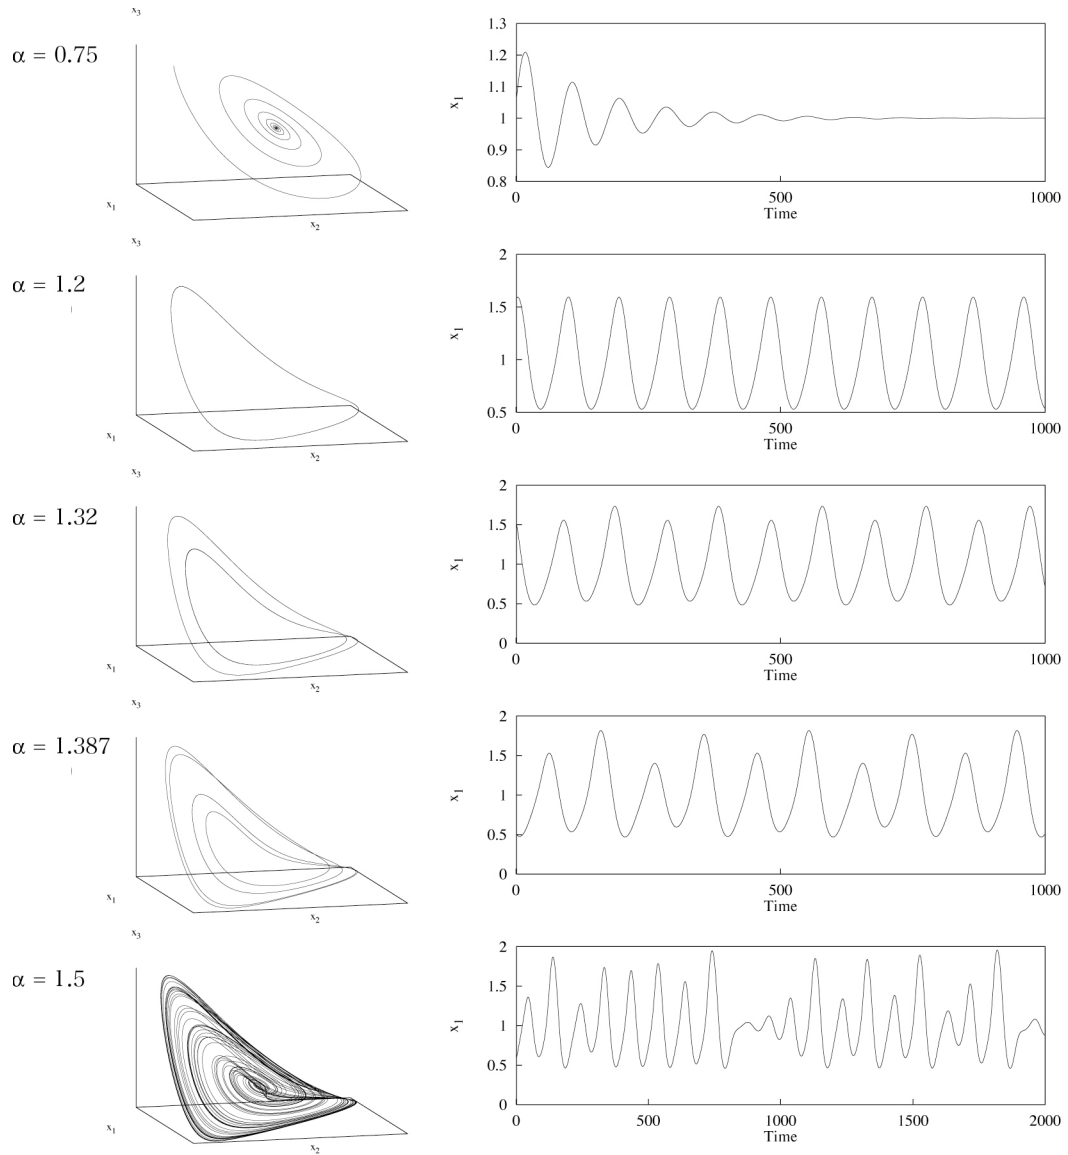 x3
α = 0.75
x1
x2
1.3
1.2
1.1
1
0.9
0.8
x1
0 500 1000
Time
x3
α = 1.2
x1
x2
2
1.5
1
0.5
x1
0 500 1000
Time
x3
α = 1.32
x1
x2
2
1.5
1
0.5
0
x1
0 500 1000
Time
x3
α = 1.387
x1
x2
2
1.5
1
0.5
0
x1
0 500 1000
Time
x3
α = 1.5
x1
x2
2
1.5
1
0.5
0
x1
0 500 1000 1500 2000
Time